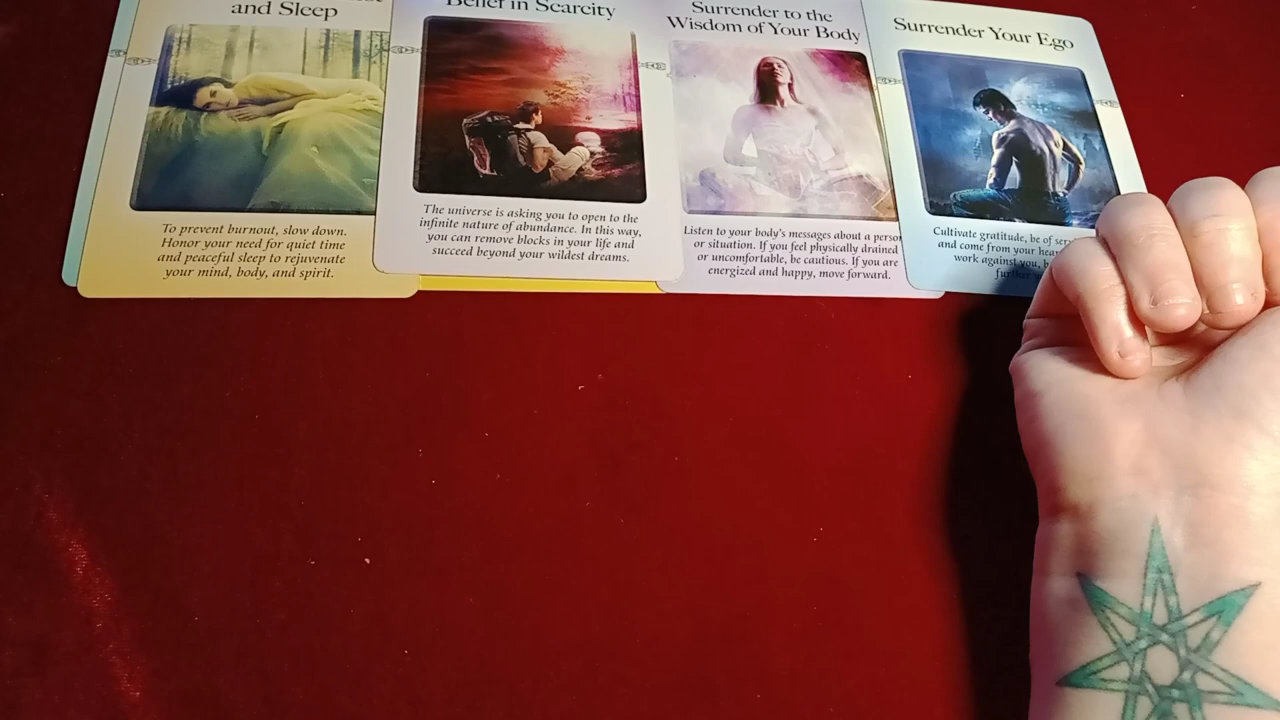 and Sleep
To prevent burnout, slow down.
Honor your need for quiet time
and peaceful sleep to rejuvenate
your mind, body, and spirit.
Belief in Scarcity
The universe is asking you to open to the
infinite nature of abundance. In this way,
you can remove blocks in your life and
succeed beyond your wildest dreams.
Surrender to the
Wisdom of Your Body
Listen to your body's messages about a person
or situation. If you feel physically drained
or uncomfortable, be cautious. If you are
energized and happy, move forward.
Surrender Your Ego
Cultivate gratitude, be of
and come from your
work against you,